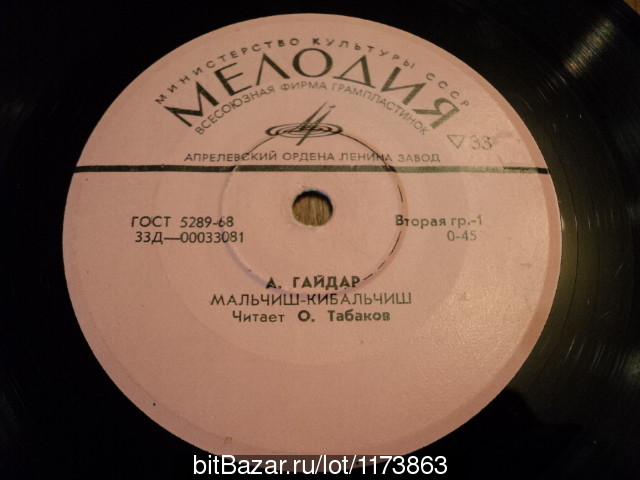 МИНИСТЕРСТВО КУЛЬТУРЫ СССР
МЕЛОДИЯ
ВСЕСОЮЗНАЯ ФИРМА ГРАМПЛАСТИНОК
▽33
АПРЕЛЕВСКИЙ ОРДЕНА ЛЕНИНА ЗАВОД
ГОСТ 5289-68
Вторая гр.-1
33Д—00033081
0-45
А. ГАЙДАР
МАЛЬЧИШ-КИБАЛЬЧИШ
Читает О. Табаков
bitBazar.ru/lot/1173863